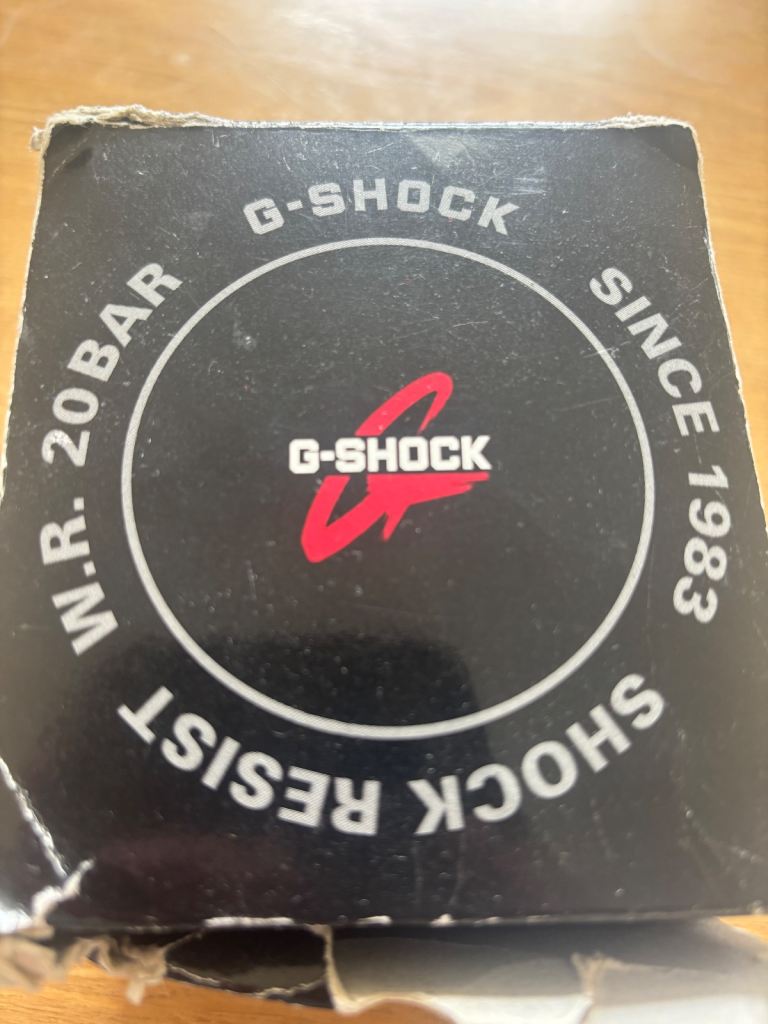 G-SHOCK
SINCE 1983
SHOCK RESIST
W.R. 20BAR
G-SHOCK